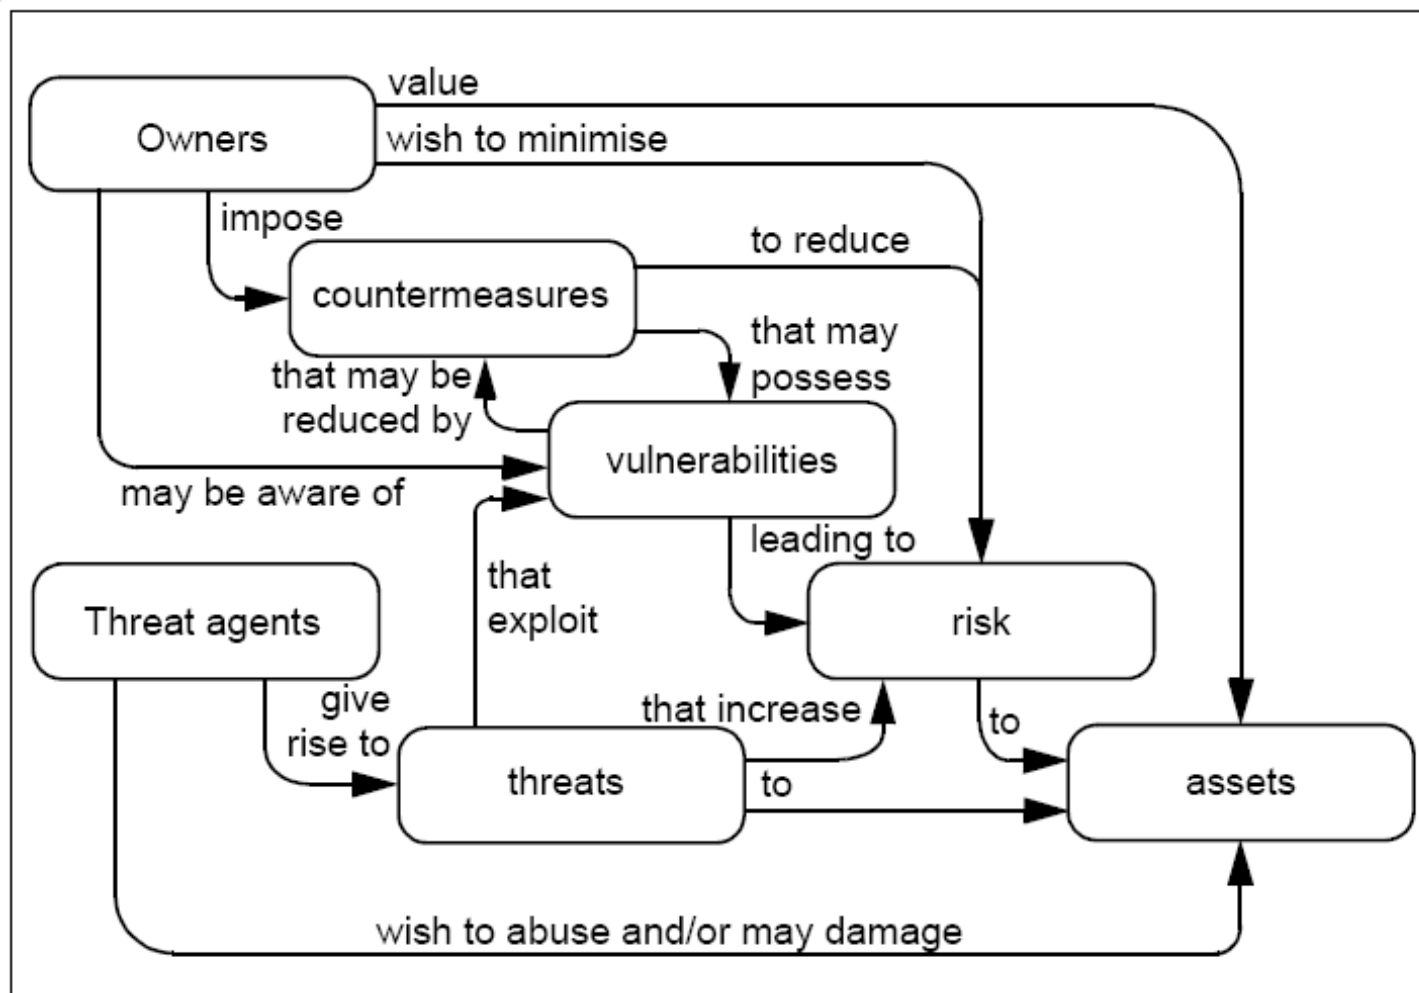 value
Owners
wish to minimise
impose
to reduce
countermeasures
that may
possess
that may be
reduced by
vulnerabilities
may be aware of
leading to
that
exploit
Threat agents
risk
give
rise to
that increase
to
threats
to
assets
wish to abuse and/or may damage